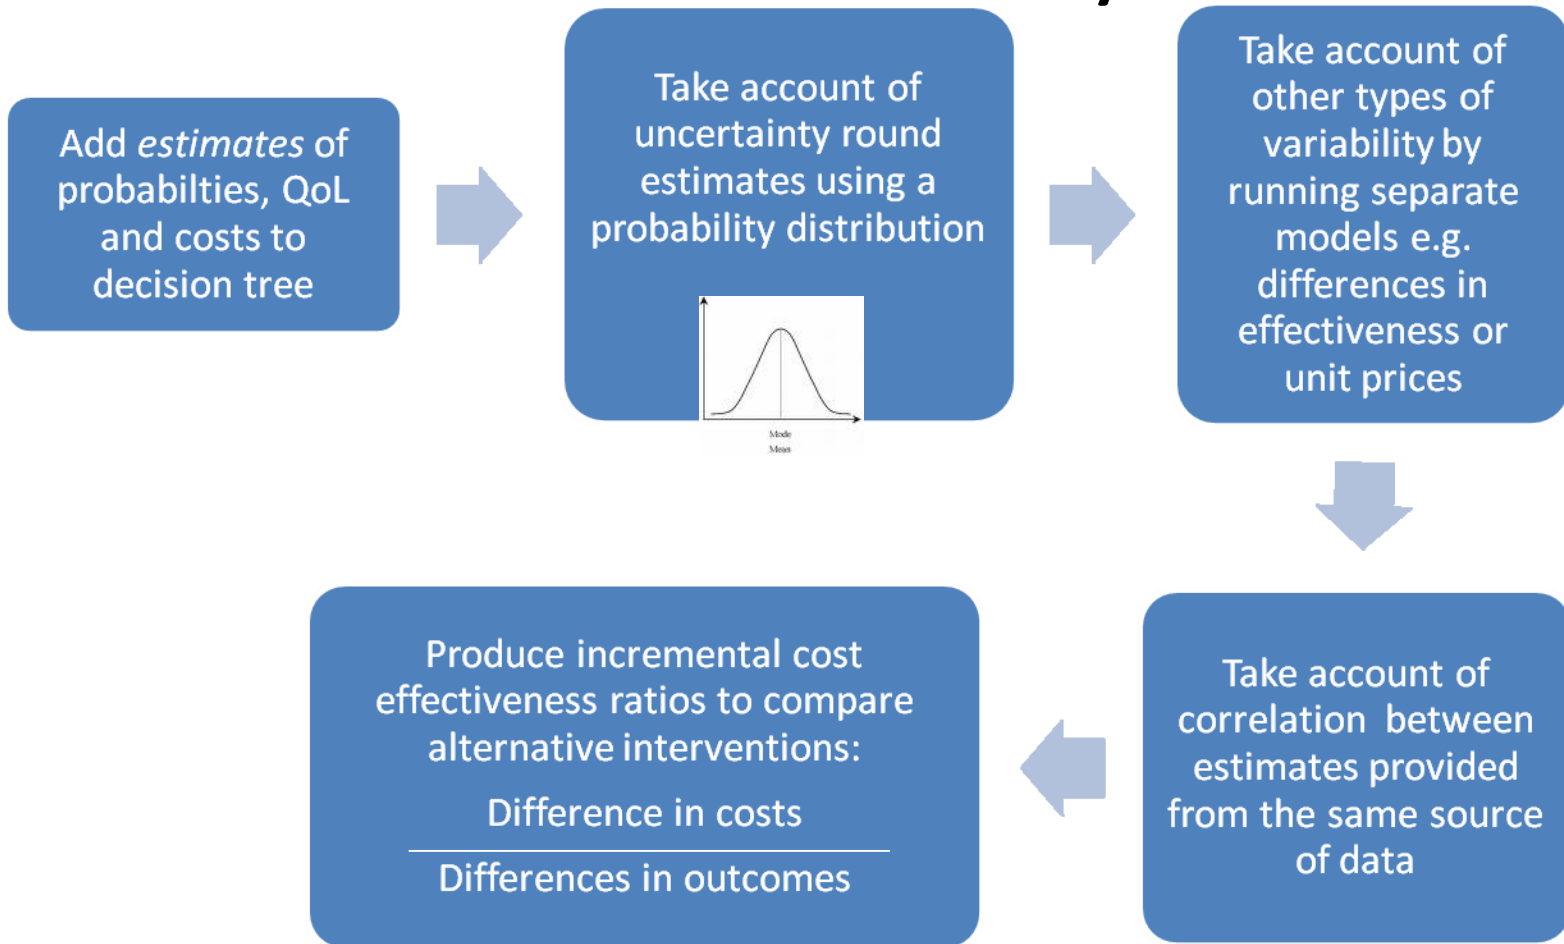 Add estimates of
probabilties, QoL
and costs to
decision tree
Take account of
uncertainty round
estimates using a
probability distribution
Mode
Mean
Take account of
other types of
variability by
running separate
models e.g.
differences in
effectiveness or
unit prices
Take account of
correlation between
estimates provided
from the same source
of data
Produce incremental cost
effectiveness ratios to compare
alternative interventions:
Difference in costs
Differences in outcomes